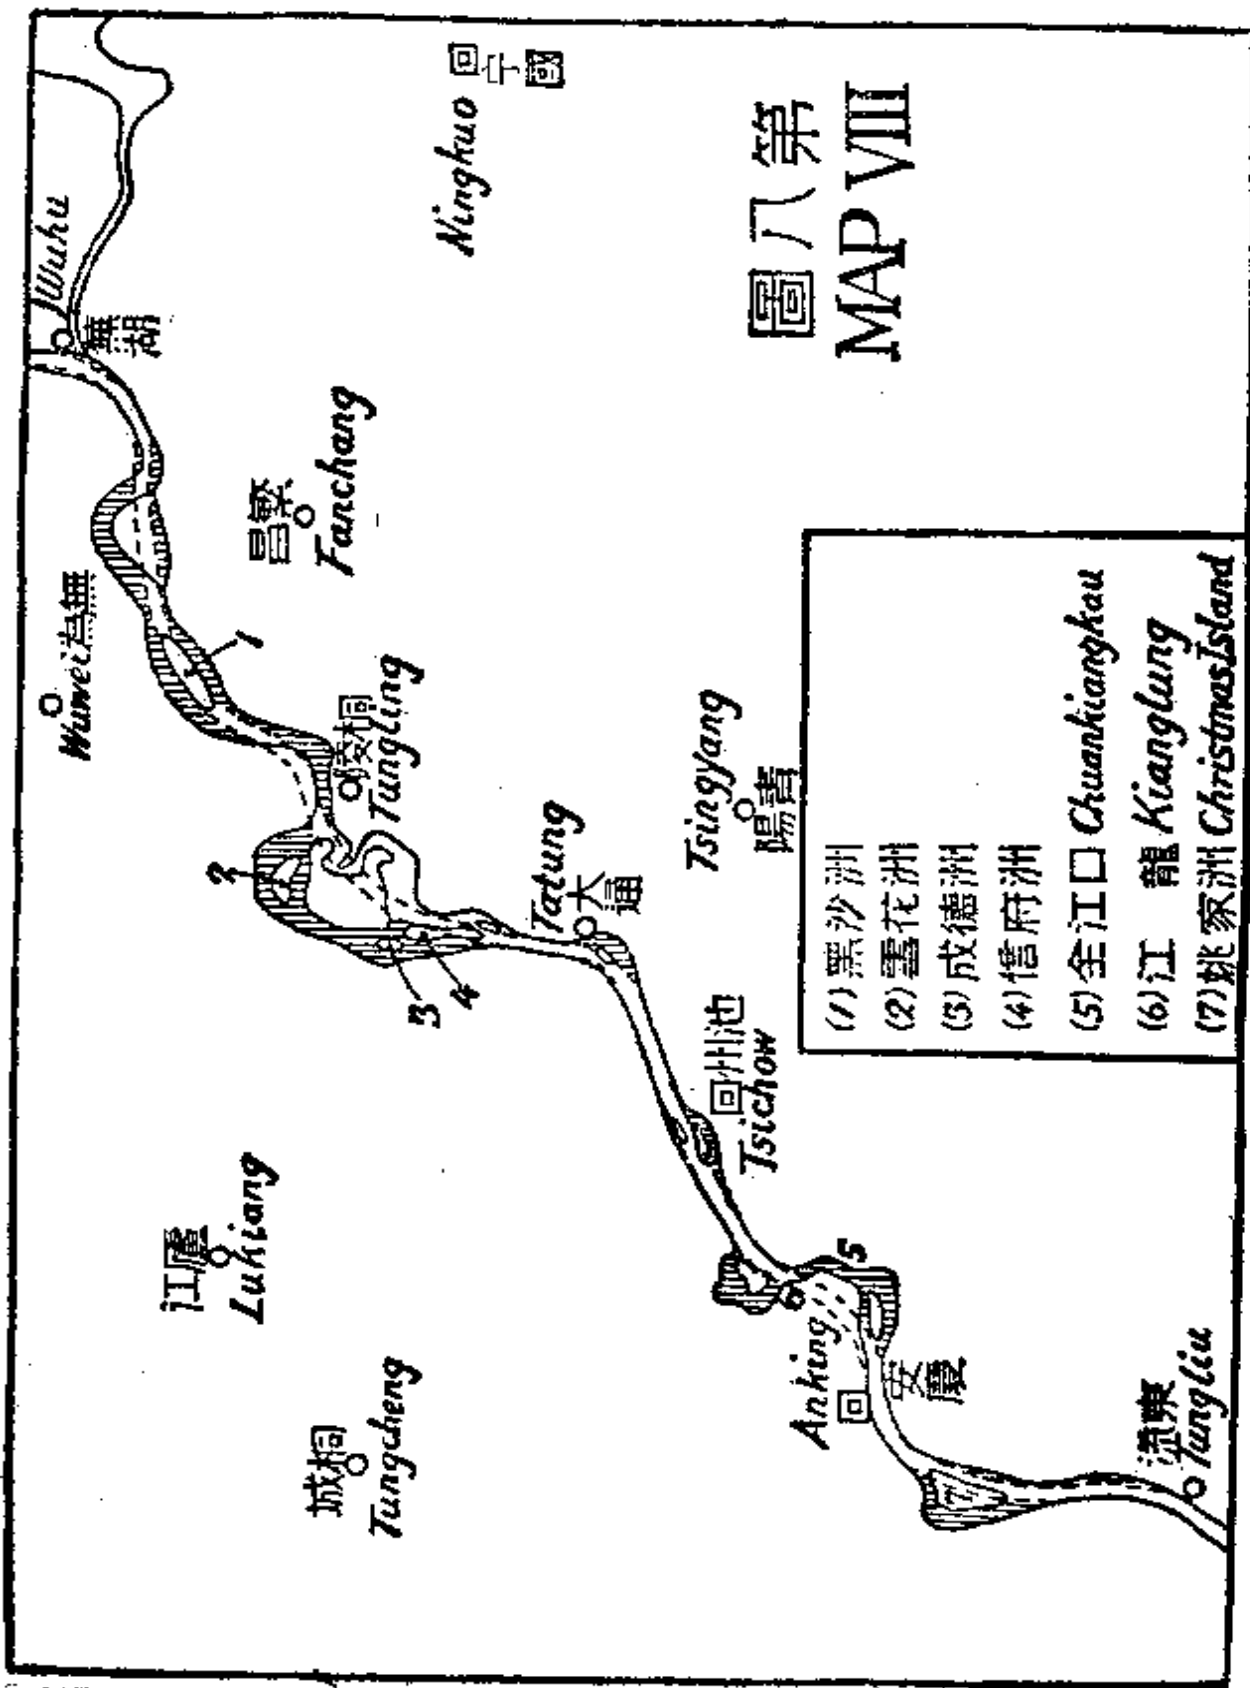 Wuhu
蕪湖
Ningkuo
宁國
昌繁
Fanchang
Wuwei 為無
1
陵桐
Tungling
2
3
4
Tatung
大通
Tsingyang
陽青
州池
Tsichow
江廬
Lukiang
城桐
Tungcheng
5
6
Anking
安慶
7
流東
Tungliu
圖八第
MAP VIII
(1) 黑沙洲
(2) 雪花洲
(3) 成德洲
(4) 信府洲
(5) 全江口 Chuankiangkau
(6) 江龍 Kianglung
(7) 姚家洲 Christmas Island